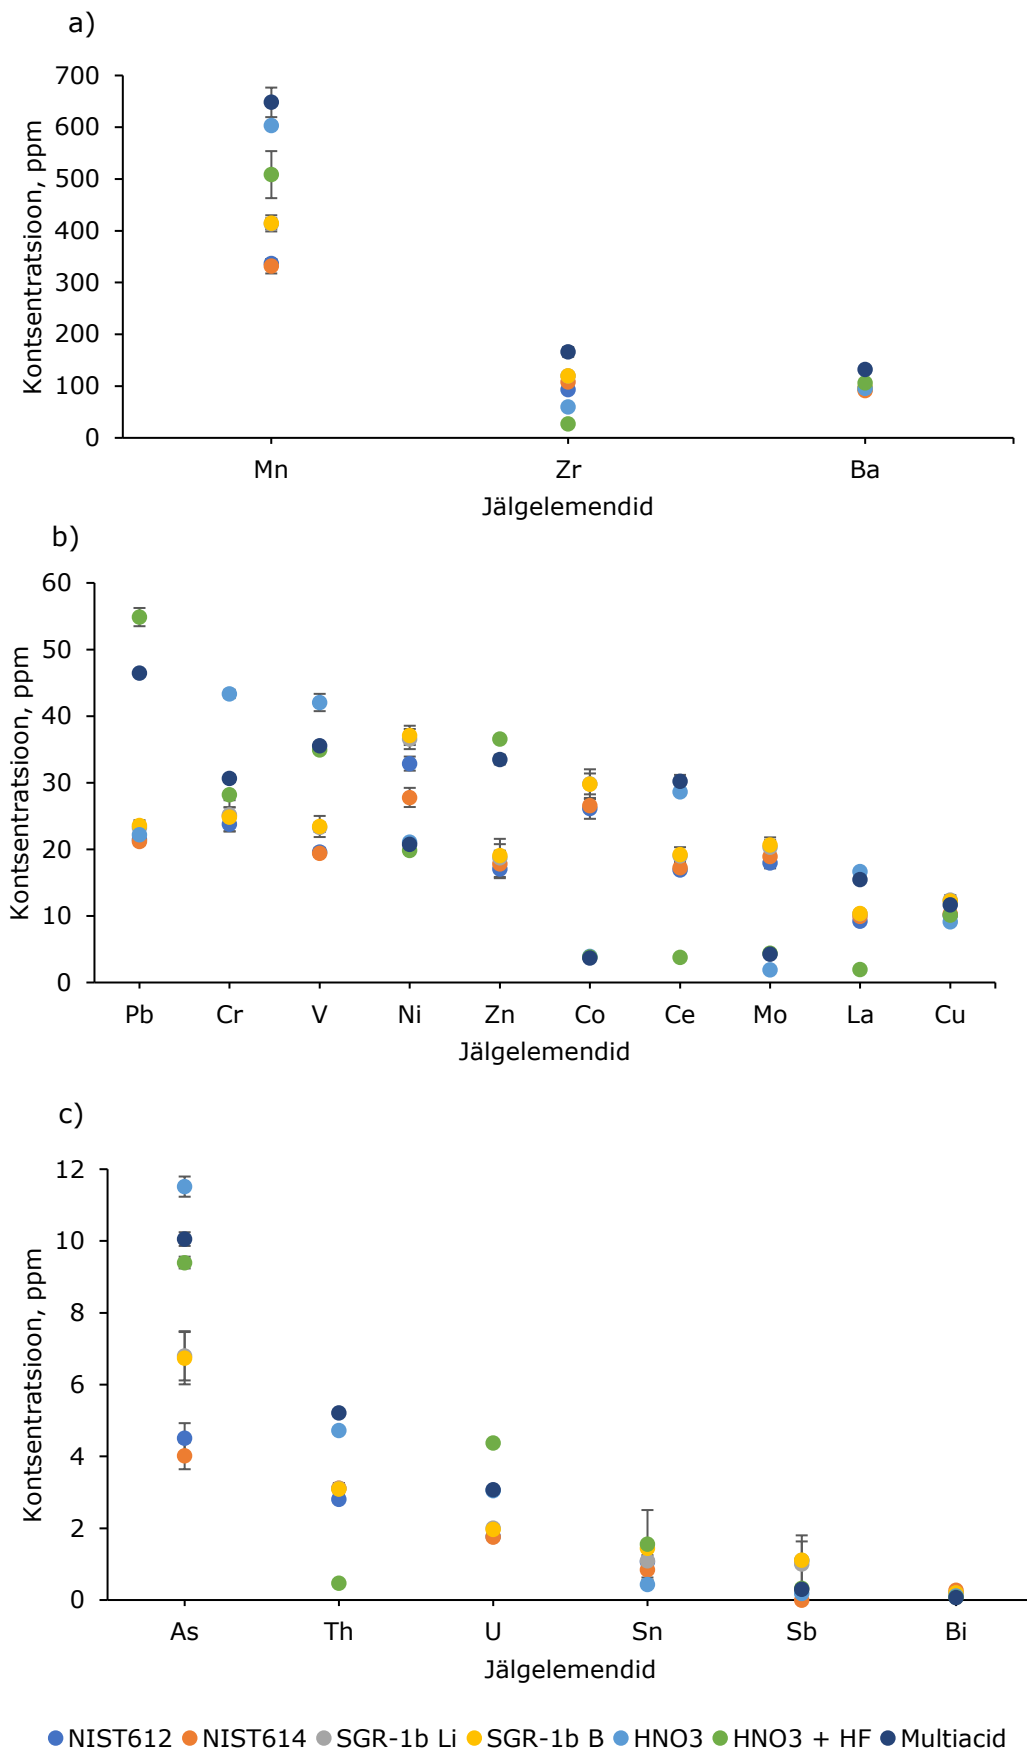 a)
Kontsentratsioon, ppm
700
600
500
400
300
200
100
0
Mn Zr Ba
Jälgelemendid
b)
Kontsentratsioon, ppm
60
50
40
30
20
10
0
Pb Cr V Ni Zn Co Ce Mo La Cu
Jälgelemendid
c)
Kontsentratsioon, ppm
12
10
8
6
4
2
0
As Th U Sn Sb Bi
Jälgelemendid
NIST612 NIST614 SGR-1b Li SGR-1b B HNO3 HNO3 + HF Multiacid